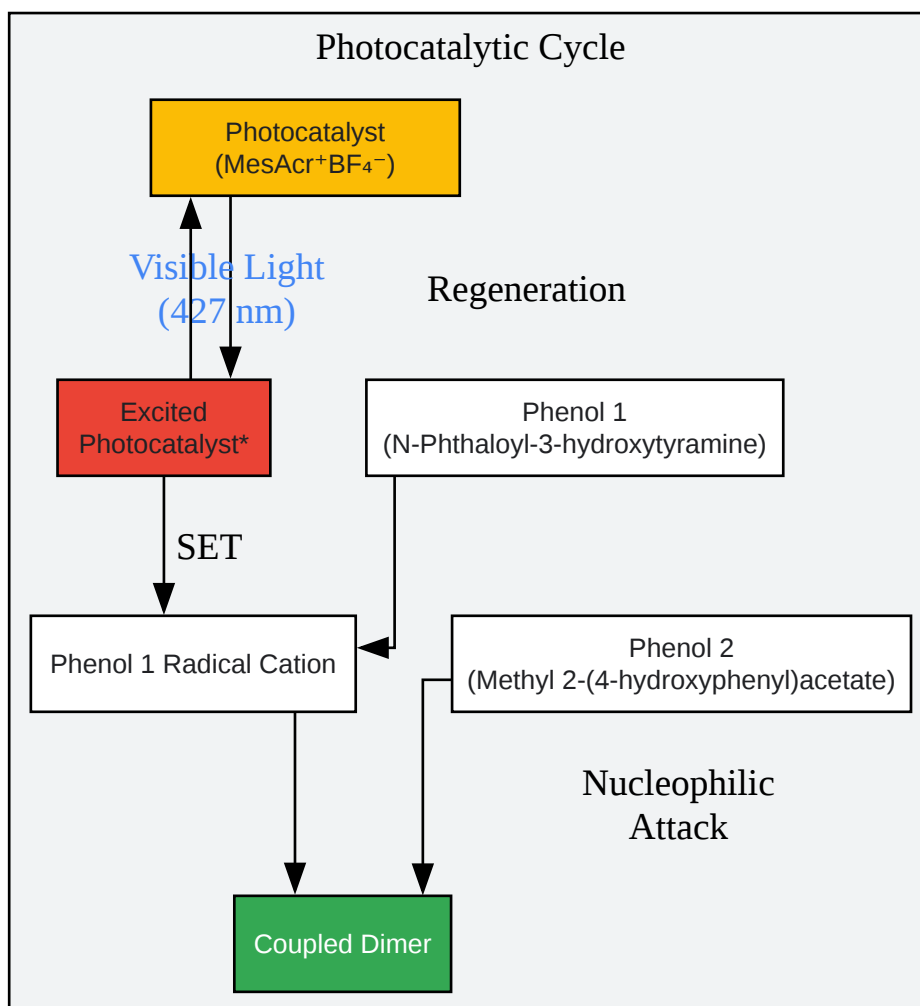 Photocatalytic Cycle
Photocatalyst
(MesAcr⁺BF₄⁻)
Visible Light
(427 nm)
Regeneration
Excited
Photocatalyst*
Phenol 1
(N-Phthaloyl-3-hydroxytyramine)
SET
Phenol 1 Radical Cation
Phenol 2
(Methyl 2-(4-hydroxyphenyl)acetate)
Nucleophilic
Attack
Coupled Dimer